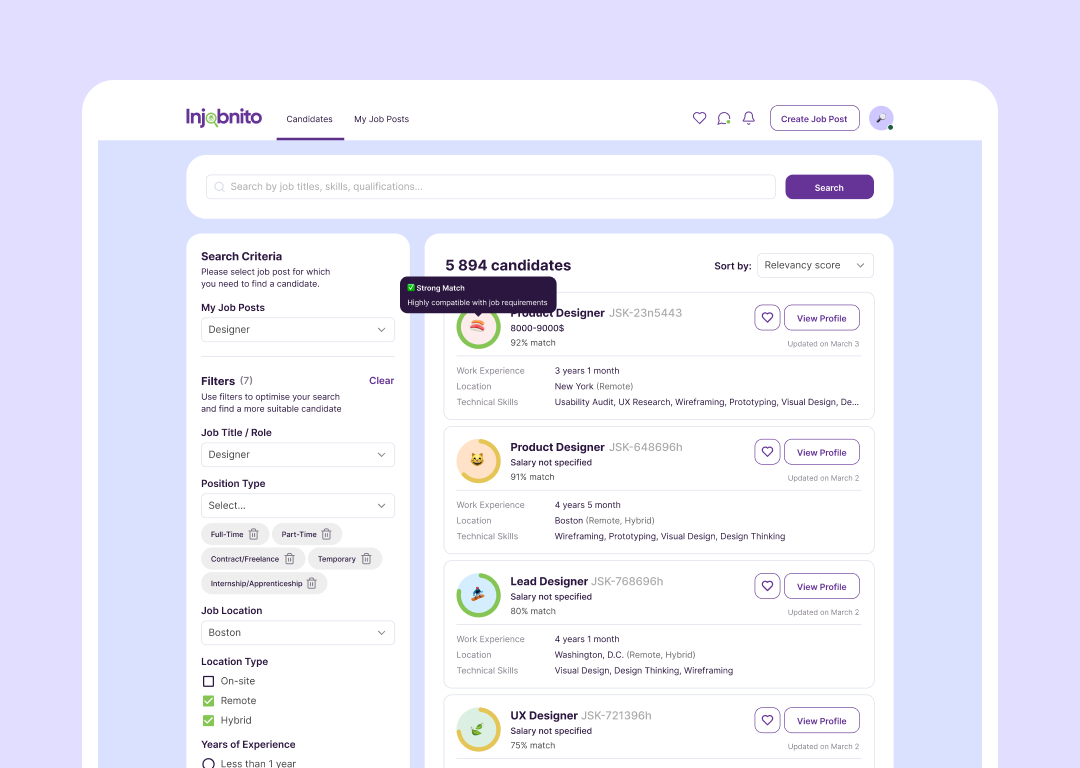 Injobnito
Candidates
My Job Posts
Create Job Post
Search by job titles, skills, qualifications...
Search
Search Criteria
Please select job post for which
you need to find a candidate.
My Job Posts
Designer
Filters (7)
Clear
Use filters to optimise your search
and find a more suitable candidate
Job Title / Role
Designer
Position Type
Select...
Full-Time
Part-Time
Contract/Freelance
Temporary
Internship/Apprenticeship
Job Location
Boston
Location Type
On-site
Remote
Hybrid
Years of Experience
Less than 1 year
5 894 candidates
Sort by:
Relevancy score
Strong Match
Highly compatible with job requirements
Product Designer JSK-23n5443
8000-9000$
92% match
View Profile
Updated on March 3
Work Experience 3 years 1 month
Location New York (Remote)
Technical Skills Usability Audit, UX Research, Wireframing, Prototyping, Visual Design, De...
Product Designer JSK-648696h
Salary not specified
91% match
View Profile
Updated on March 2
Work Experience 4 years 5 month
Location Boston (Remote, Hybrid)
Technical Skills Wireframing, Prototyping, Visual Design, Design Thinking
Lead Designer JSK-768696h
Salary not specified
80% match
View Profile
Updated on March 2
Work Experience 4 years 1 month
Location Washington, D.C. (Remote, Hybrid)
Technical Skills Visual Design, Design Thinking, Wireframing
UX Designer JSK-721396h
Salary not specified
75% match
View Profile
Updated on March 2